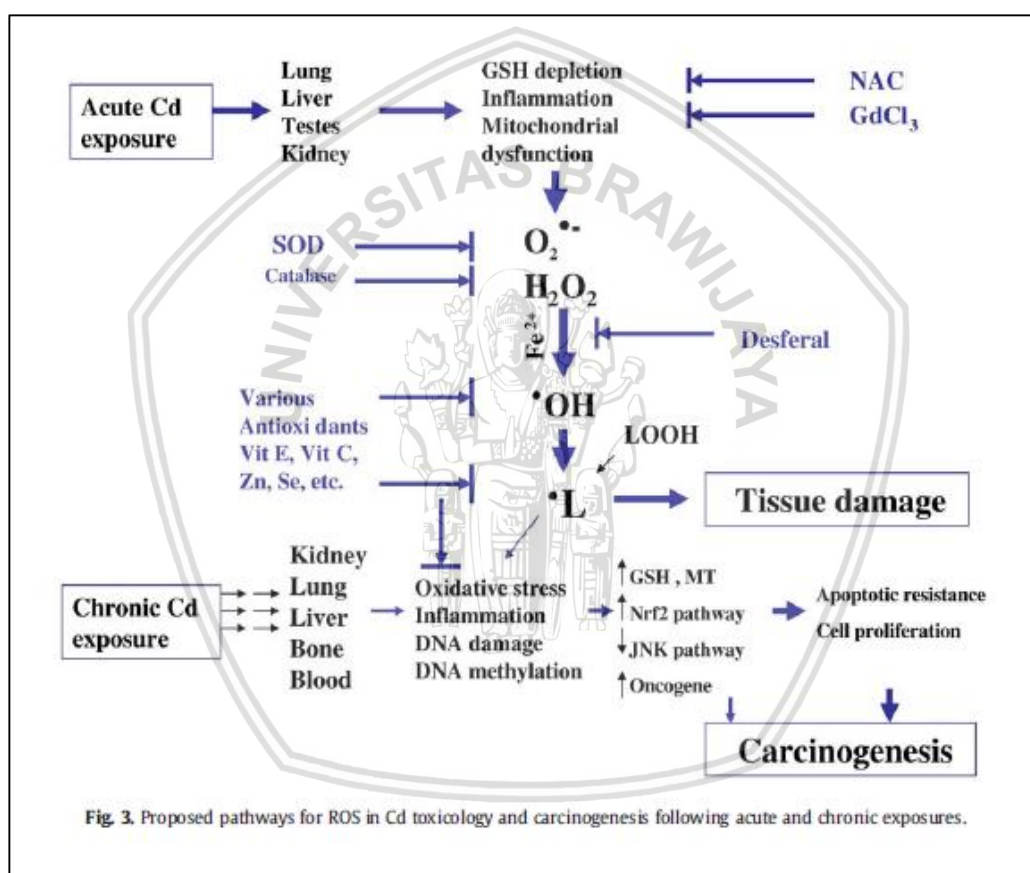 Acute Cd
exposure
Lung
Liver
Testes
Kidney
GSH depletion
Inflammation
Mitochondrial
dysfunction
NAC
GdCl₃
UNIVERSITAS BRAWIJAYA
SOD
Catalase
O₂•-
H₂O₂
Fe²⁺
Desferal
•OH
Various
Antioxi dants
Vit E, Vit C,
Zn, Se, etc.
LOOH
•L
Tissue damage
Chronic Cd
exposure
Kidney
Lung
Liver
Bone
Blood
Oxidative stress
Inflammation
DNA damage
DNA methylation
↑GSH , MT
↑Nrf2 pathway
↓JNK pathway
↑Oncogene
Apoptotic resistance
Cell proliferation
Carcinogenesis
Fig. 3. Proposed pathways for ROS in Cd toxicology and carcinogenesis following acute and chronic exposures.